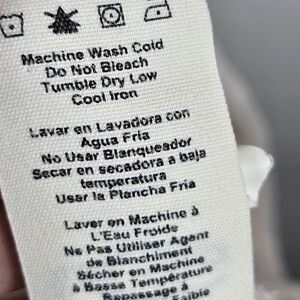 Machine Wash Cold
Do Not Bleach
Tumble Dry Low
Cool Iron
Lavar en Lavadora con
Agua Fría
No Usar Blanqueador
Secar en secadora a baja
temperatura
Usar la Plancha Fria
Laver en Machine à
L'Eau Froide
Ne Pas Utiliser Agent
de Blanchiment
Sécher en Machine
à Basse Température
Repassage à